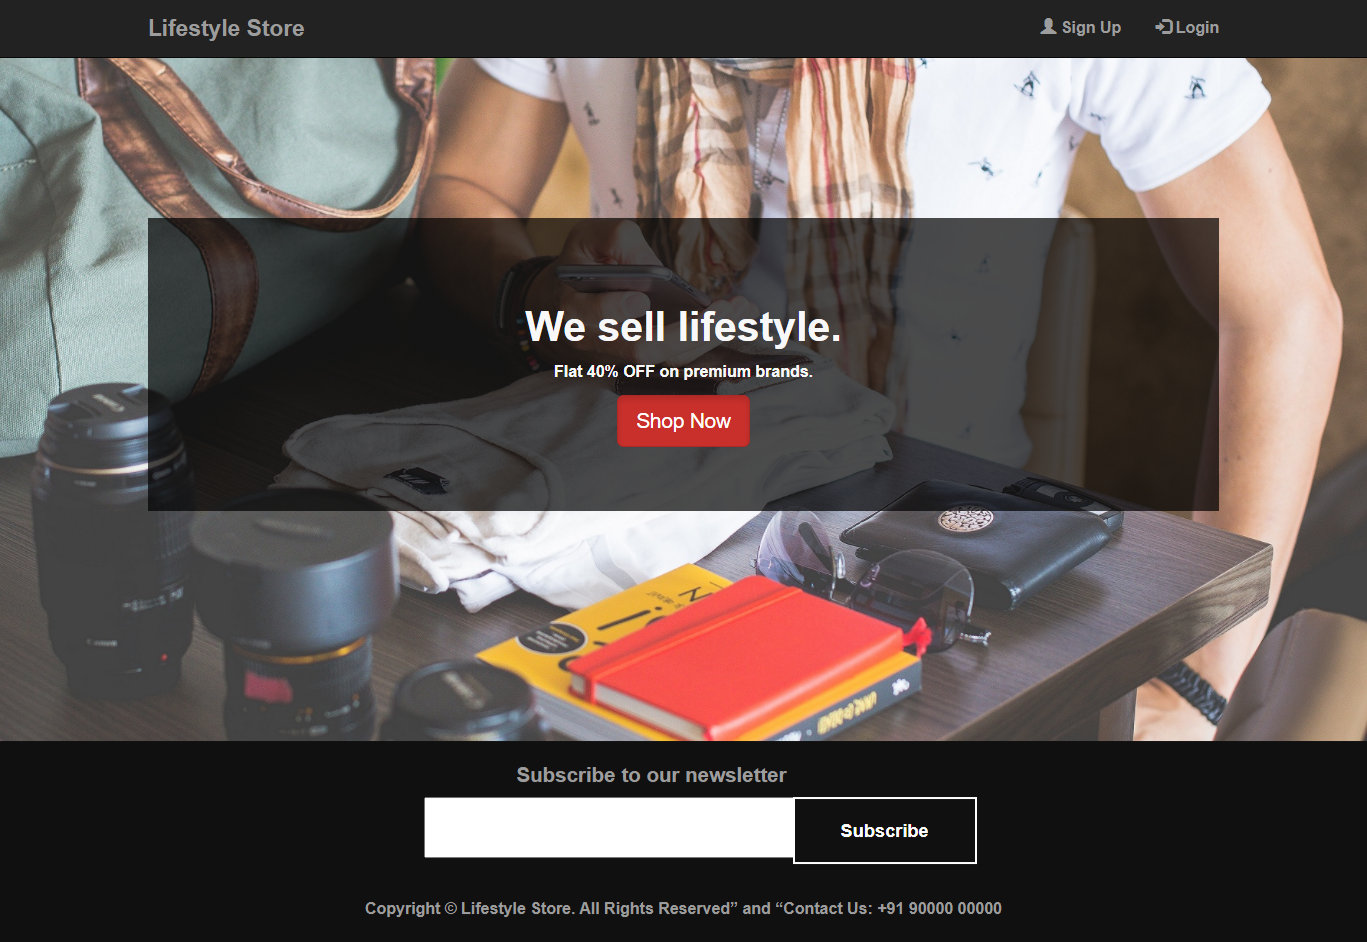 Lifestyle Store
Sign Up
Login
We sell lifestyle.
Flat 40% OFF on premium brands.
Shop Now
Subscribe to our newsletter
Subscribe
Copyright © Lifestyle Store. All Rights Reserved” and “Contact Us: +91 90000 00000